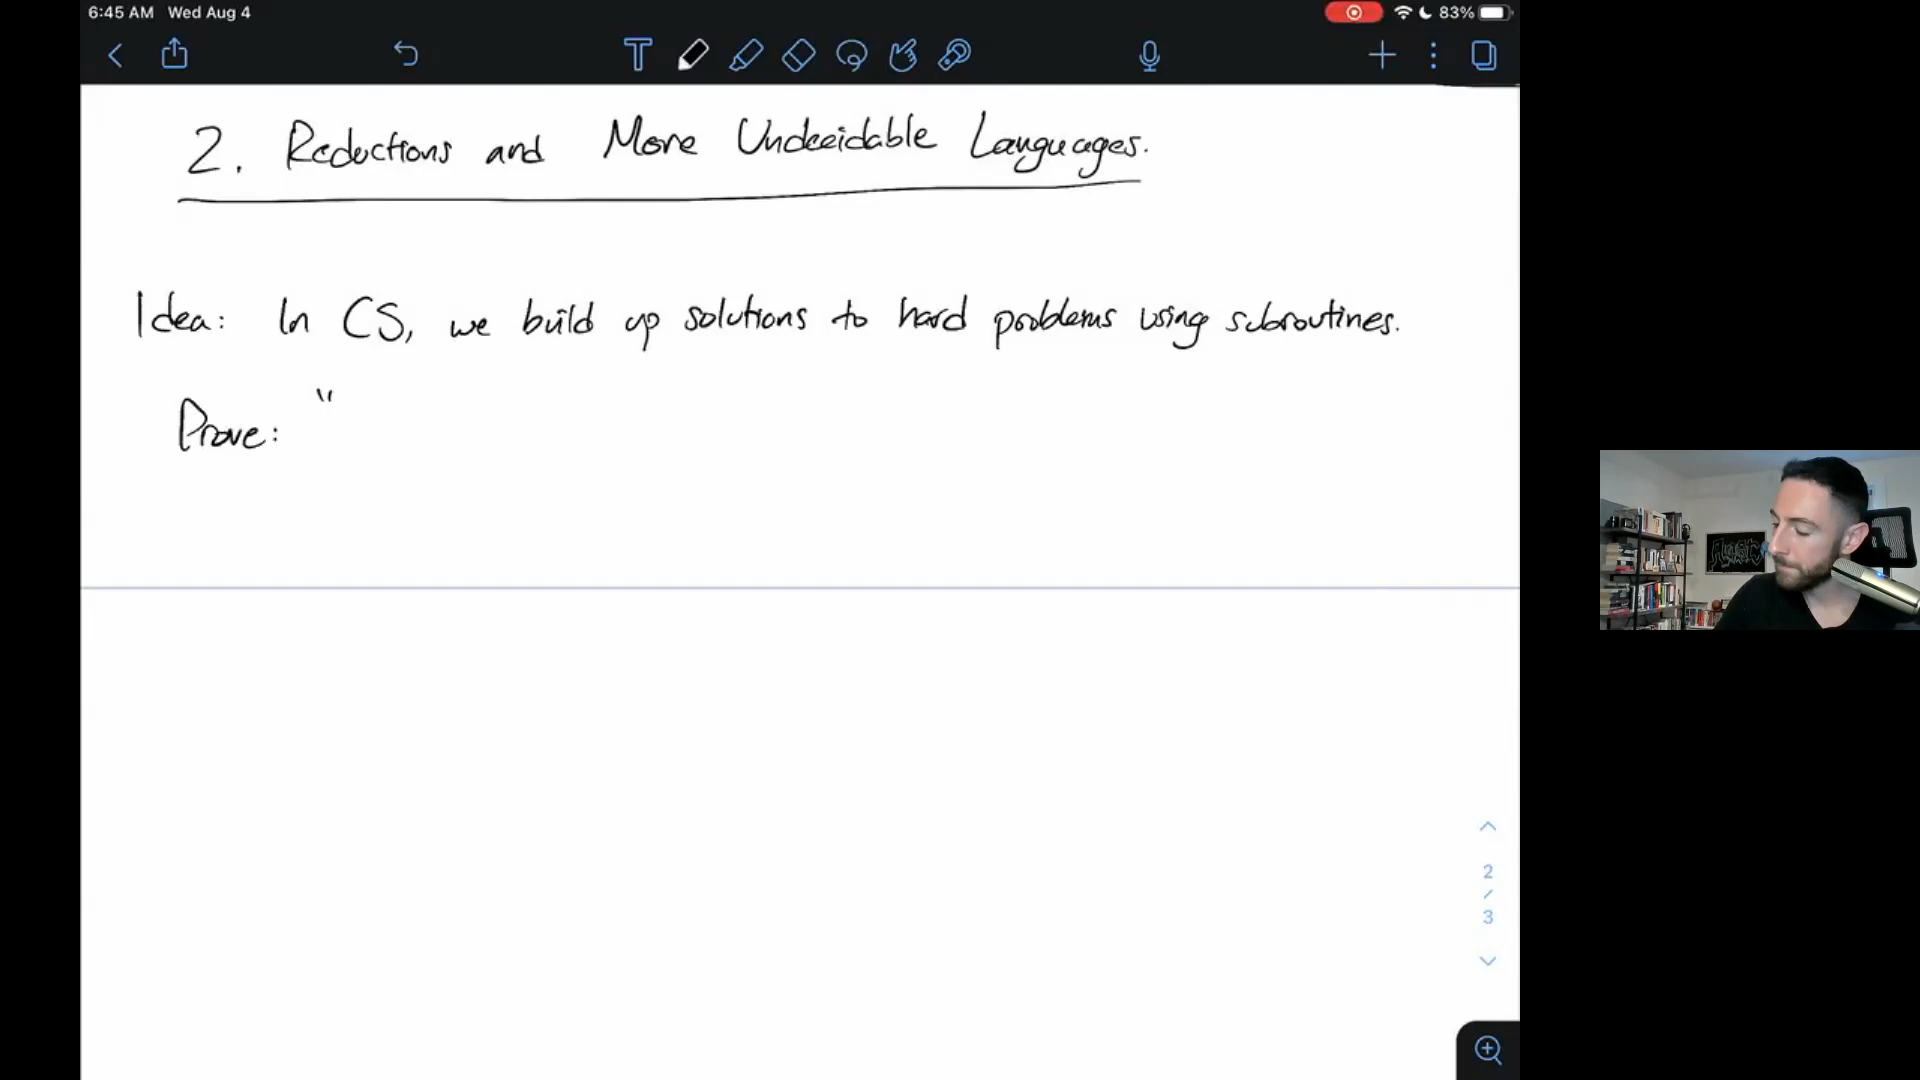 6:45 AM Wed Aug 4
83%
2. Reductions and More Undecidable Languages.
Idea: In CS, we build up solutions to hard problems using subroutines.
Prove: "
2
/
3